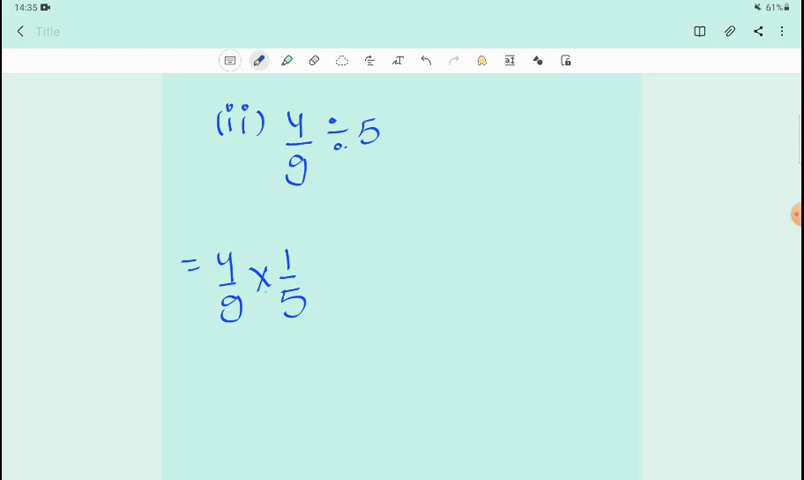 14:35 61%
Title
(ii) 4/9 ÷ 5
= 4/9 × 1/5